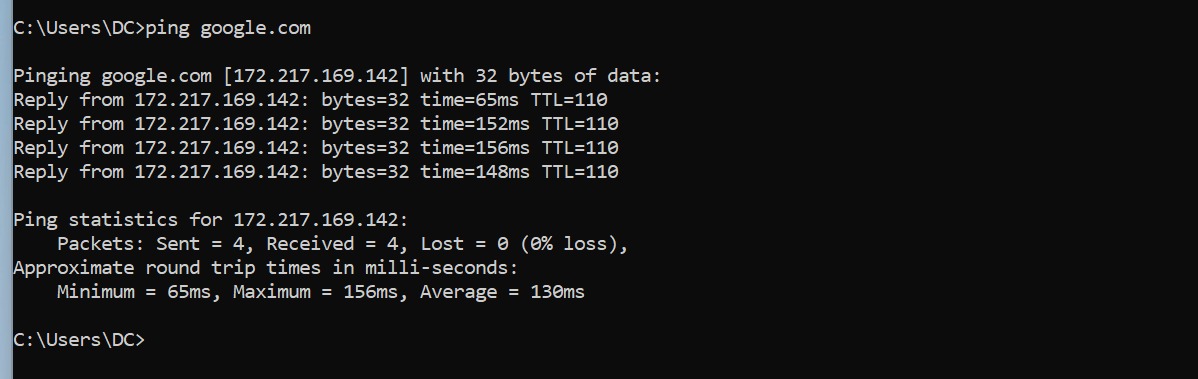 C:\Users\DC>ping google.com
Pinging google.com [172.217.169.142] with 32 bytes of data:
Reply from 172.217.169.142: bytes=32 time=65ms TTL=110
Reply from 172.217.169.142: bytes=32 time=152ms TTL=110
Reply from 172.217.169.142: bytes=32 time=156ms TTL=110
Reply from 172.217.169.142: bytes=32 time=148ms TTL=110
Ping statistics for 172.217.169.142:
    Packets: Sent = 4, Received = 4, Lost = 0 (0% loss),
Approximate round trip times in milli-seconds:
    Minimum = 65ms, Maximum = 156ms, Average = 130ms
C:\Users\DC>